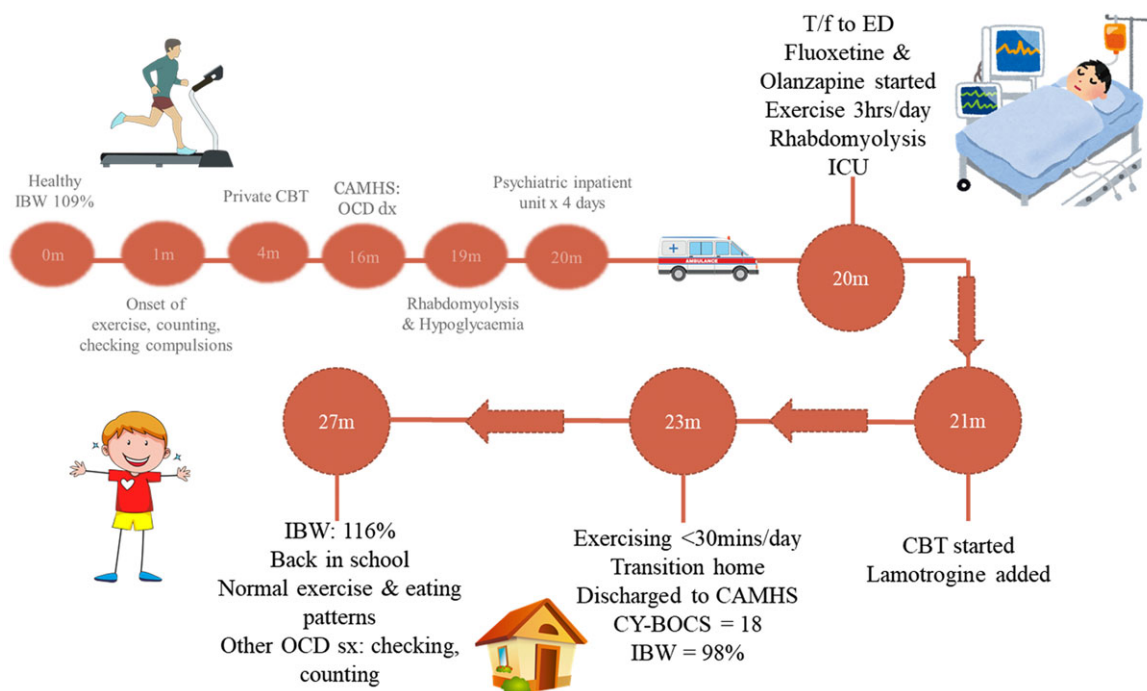 Healthy
IBW 109%
0m
1m
Onset of
exercise, counting,
checking compulsions
Private CBT
4m
CAMHS:
OCD dx
16m
19m
Rhabdomyolysis
& Hypoglycaemia
Psychiatric inpatient
unit x 4 days
20m
AMBULANCE
T/f to ED
Fluoxetine &
Olanzapine started
Exercise 3hrs/day
Rhabdomyolysis
ICU
20m
21m
CBT started
Lamotrogine added
23m
Exercising <30mins/day
Transition home
Discharged to CAMHS
CY-BOCS = 18
IBW = 98%
27m
IBW: 116%
Back in school
Normal exercise & eating
patterns
Other OCD sx: checking,
counting